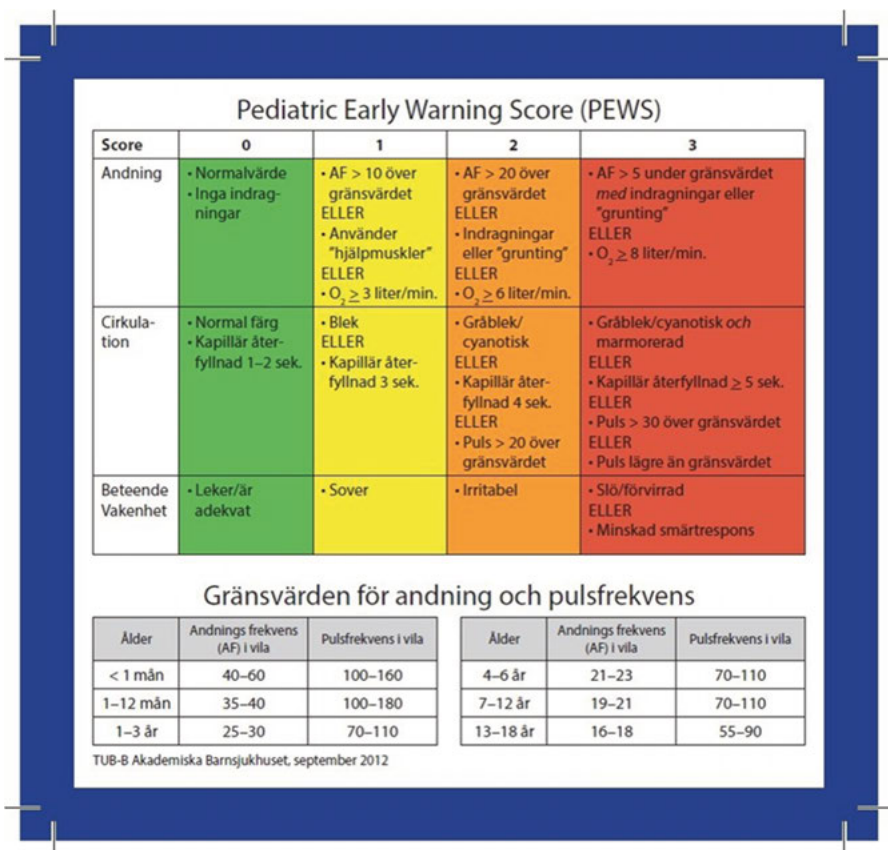 Pediatric Early Warning Score (PEWS)
Score 0 1 2 3
Andning
• Normalvärde
• Inga indrag-
ningar
• AF > 10 över
gränsvärdet
ELLER
• Använder
"hjälpmuskler"
ELLER
• O₂ ≥ 3 liter/min.
• AF > 20 över
gränsvärdet
ELLER
• Indragningar
eller "grunting"
ELLER
• O₂ ≥ 6 liter/min.
• AF > 5 under gränsvärdet
med indragningar eller
"grunting"
ELLER
• O₂ ≥ 8 liter/min.
Cirkula-
tion
• Normal färg
• Kapillär åter-
fyllnad 1–2 sek.
• Blek
ELLER
• Kapillär åter-
fyllnad 3 sek.
• Gråblek/
cyanotisk
ELLER
• Kapillär åter-
fyllnad 4 sek.
ELLER
• Puls > 20 över
gränsvärdet
• Gråblek/cyanotisk och
marmorerad
ELLER
• Kapillär återfyllnad ≥ 5 sek.
ELLER
• Puls > 30 över gränsvärdet
ELLER
• Puls lägre än gränsvärdet
Beteende
Vakenhet
• Leker/är
adekvat
• Sover
• Irritabel
• Slö/förvirrad
ELLER
• Minskad smärtrespons
Gränsvärden för andning och pulsfrekvens
Ålder
Andnings frekvens
(AF) i vila
Pulsfrekvens i vila
< 1 mån 40–60 100–160
1–12 mån 35–40 100–180
1–3 år 25–30 70–110
Ålder
Andnings frekvens
(AF) i vila
Pulsfrekvens i vila
4–6 år 21–23 70–110
7–12 år 19–21 70–110
13–18 år 16–18 55–90
TUB-B Akademiska Barnsjukhuset, september 2012